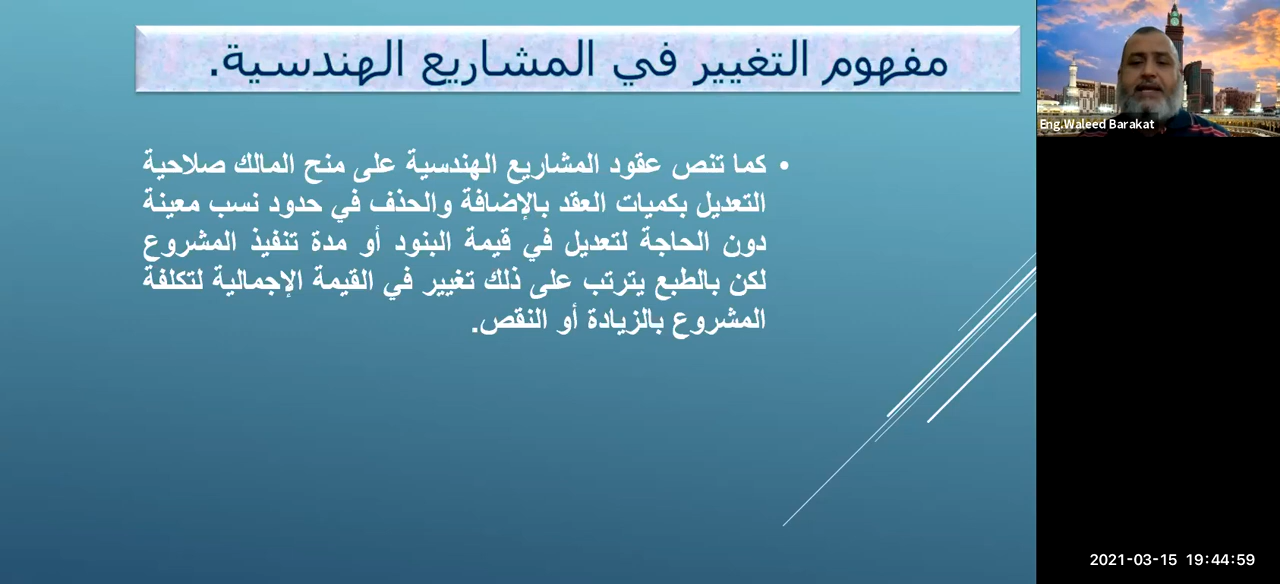 مفهوم التغيير في المشاريع الهندسية.
• كما تنص عقود المشاريع الهندسية على منح المالك صلاحية
التعديل بكميات العقد بالإضافة والحذف في حدود نسب معينة
دون الحاجة لتعديل في قيمة البنود أو مدة تنفيذ المشروع
لكن بالطبع يترتب على ذلك تغيير في القيمة الإجمالية لتكلفة
المشروع بالزيادة أو النقص.
Eng.Waleed Barakat
2021-03-15 19:44:59